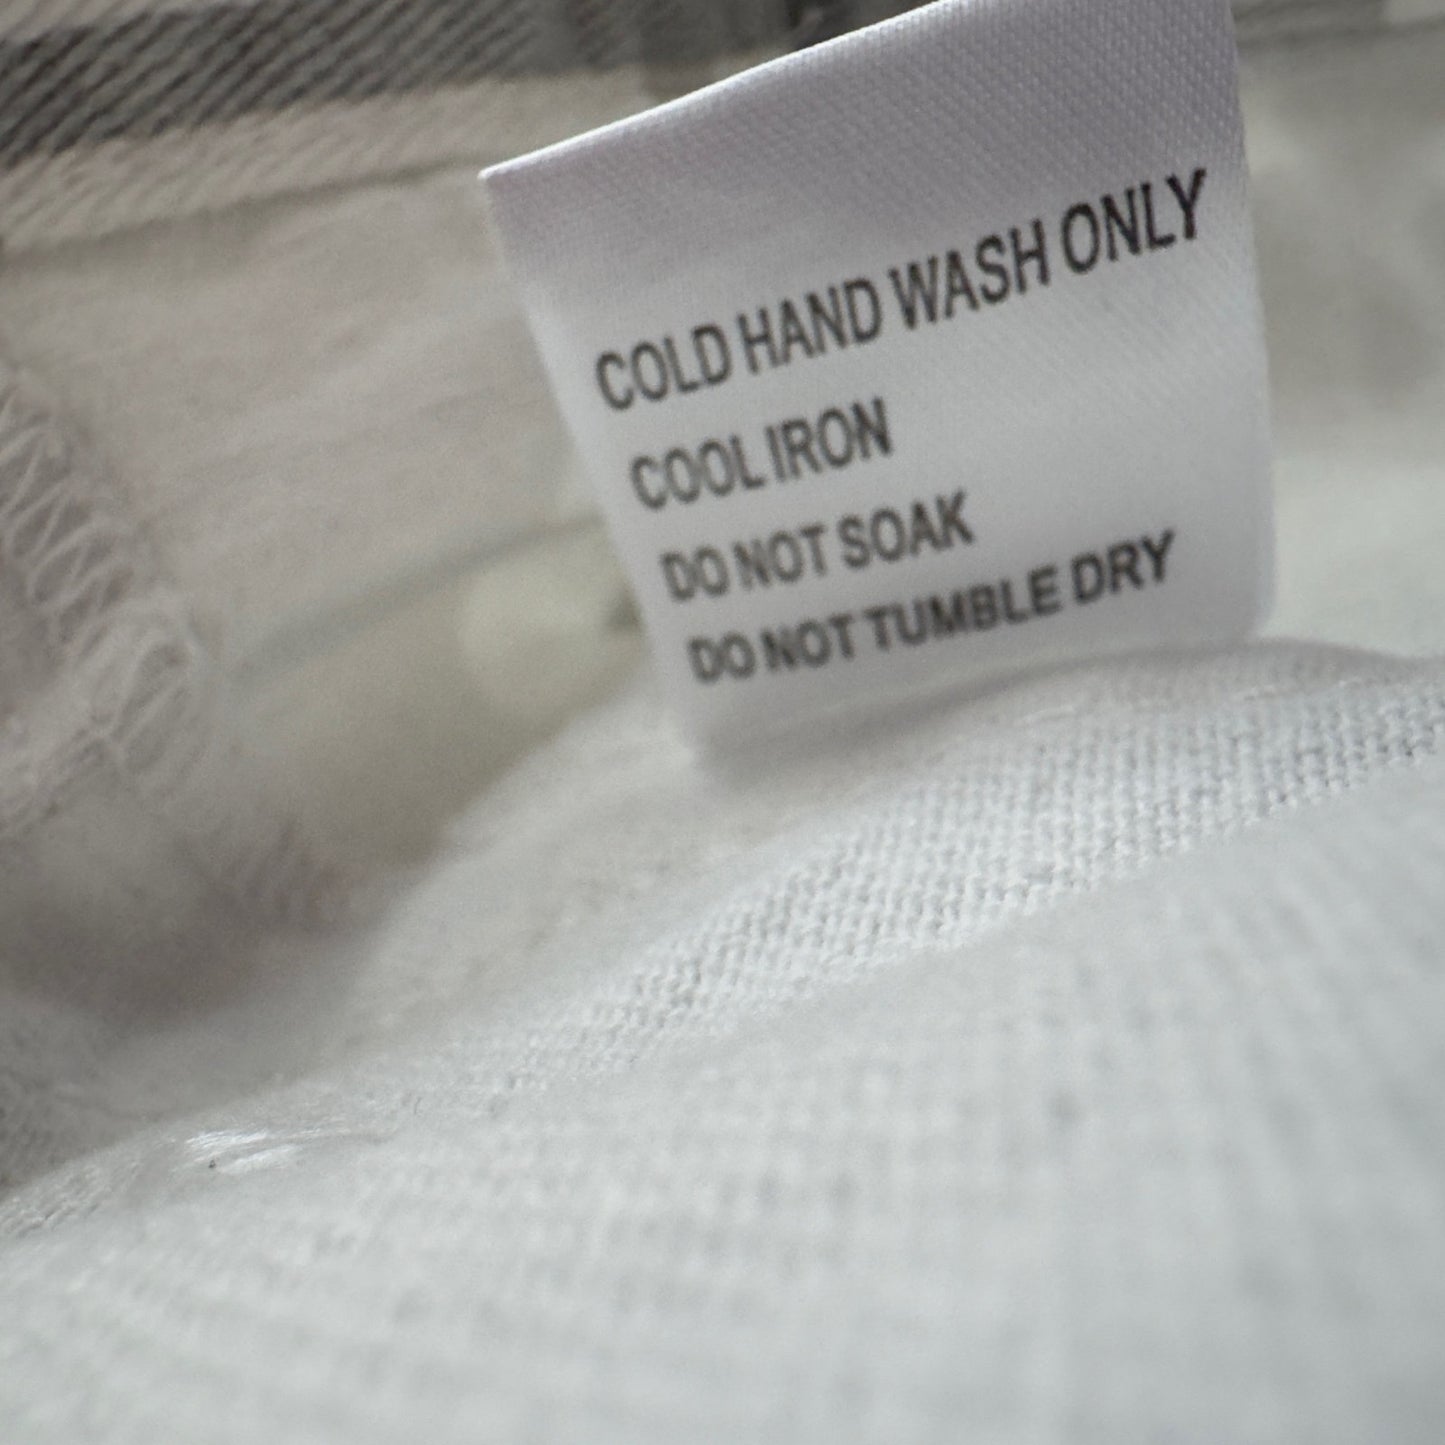 COLD HAND WASH ONLY
COOL IRON
DO NOT SOAK
DO NOT TUMBLE DRY